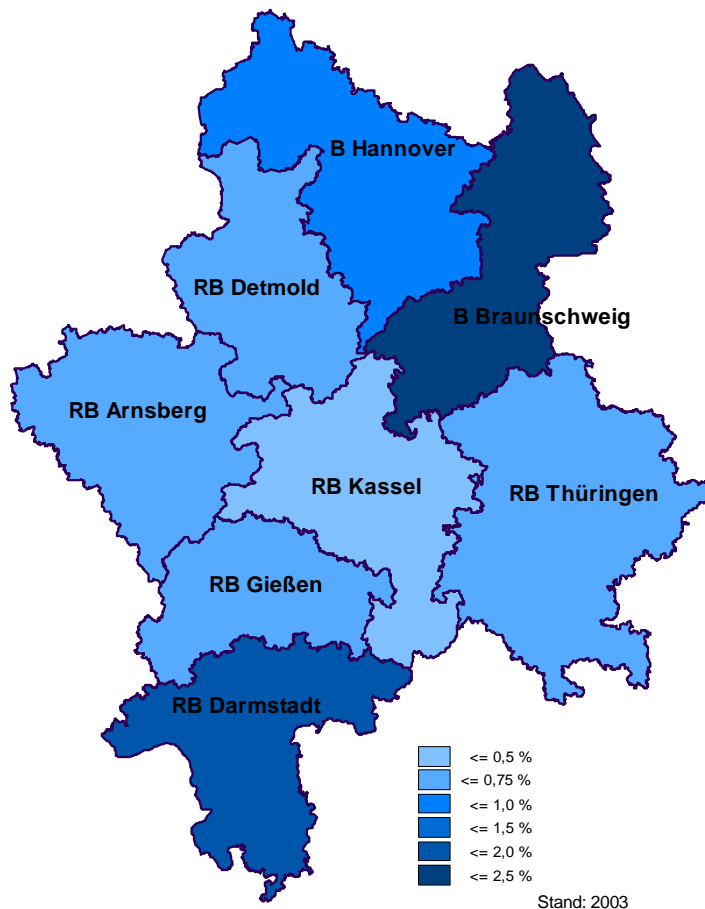 B Hannover
RB Detmold
B Braunschweig
RB Arnsberg
RB Kassel
RB Thüringen
RB Gießen
RB Darmstadt
<= 0,5 %
<= 0,75 %
<= 1,0 %
<= 1,5 %
<= 2,0 %
<= 2,5 %
Stand: 2003